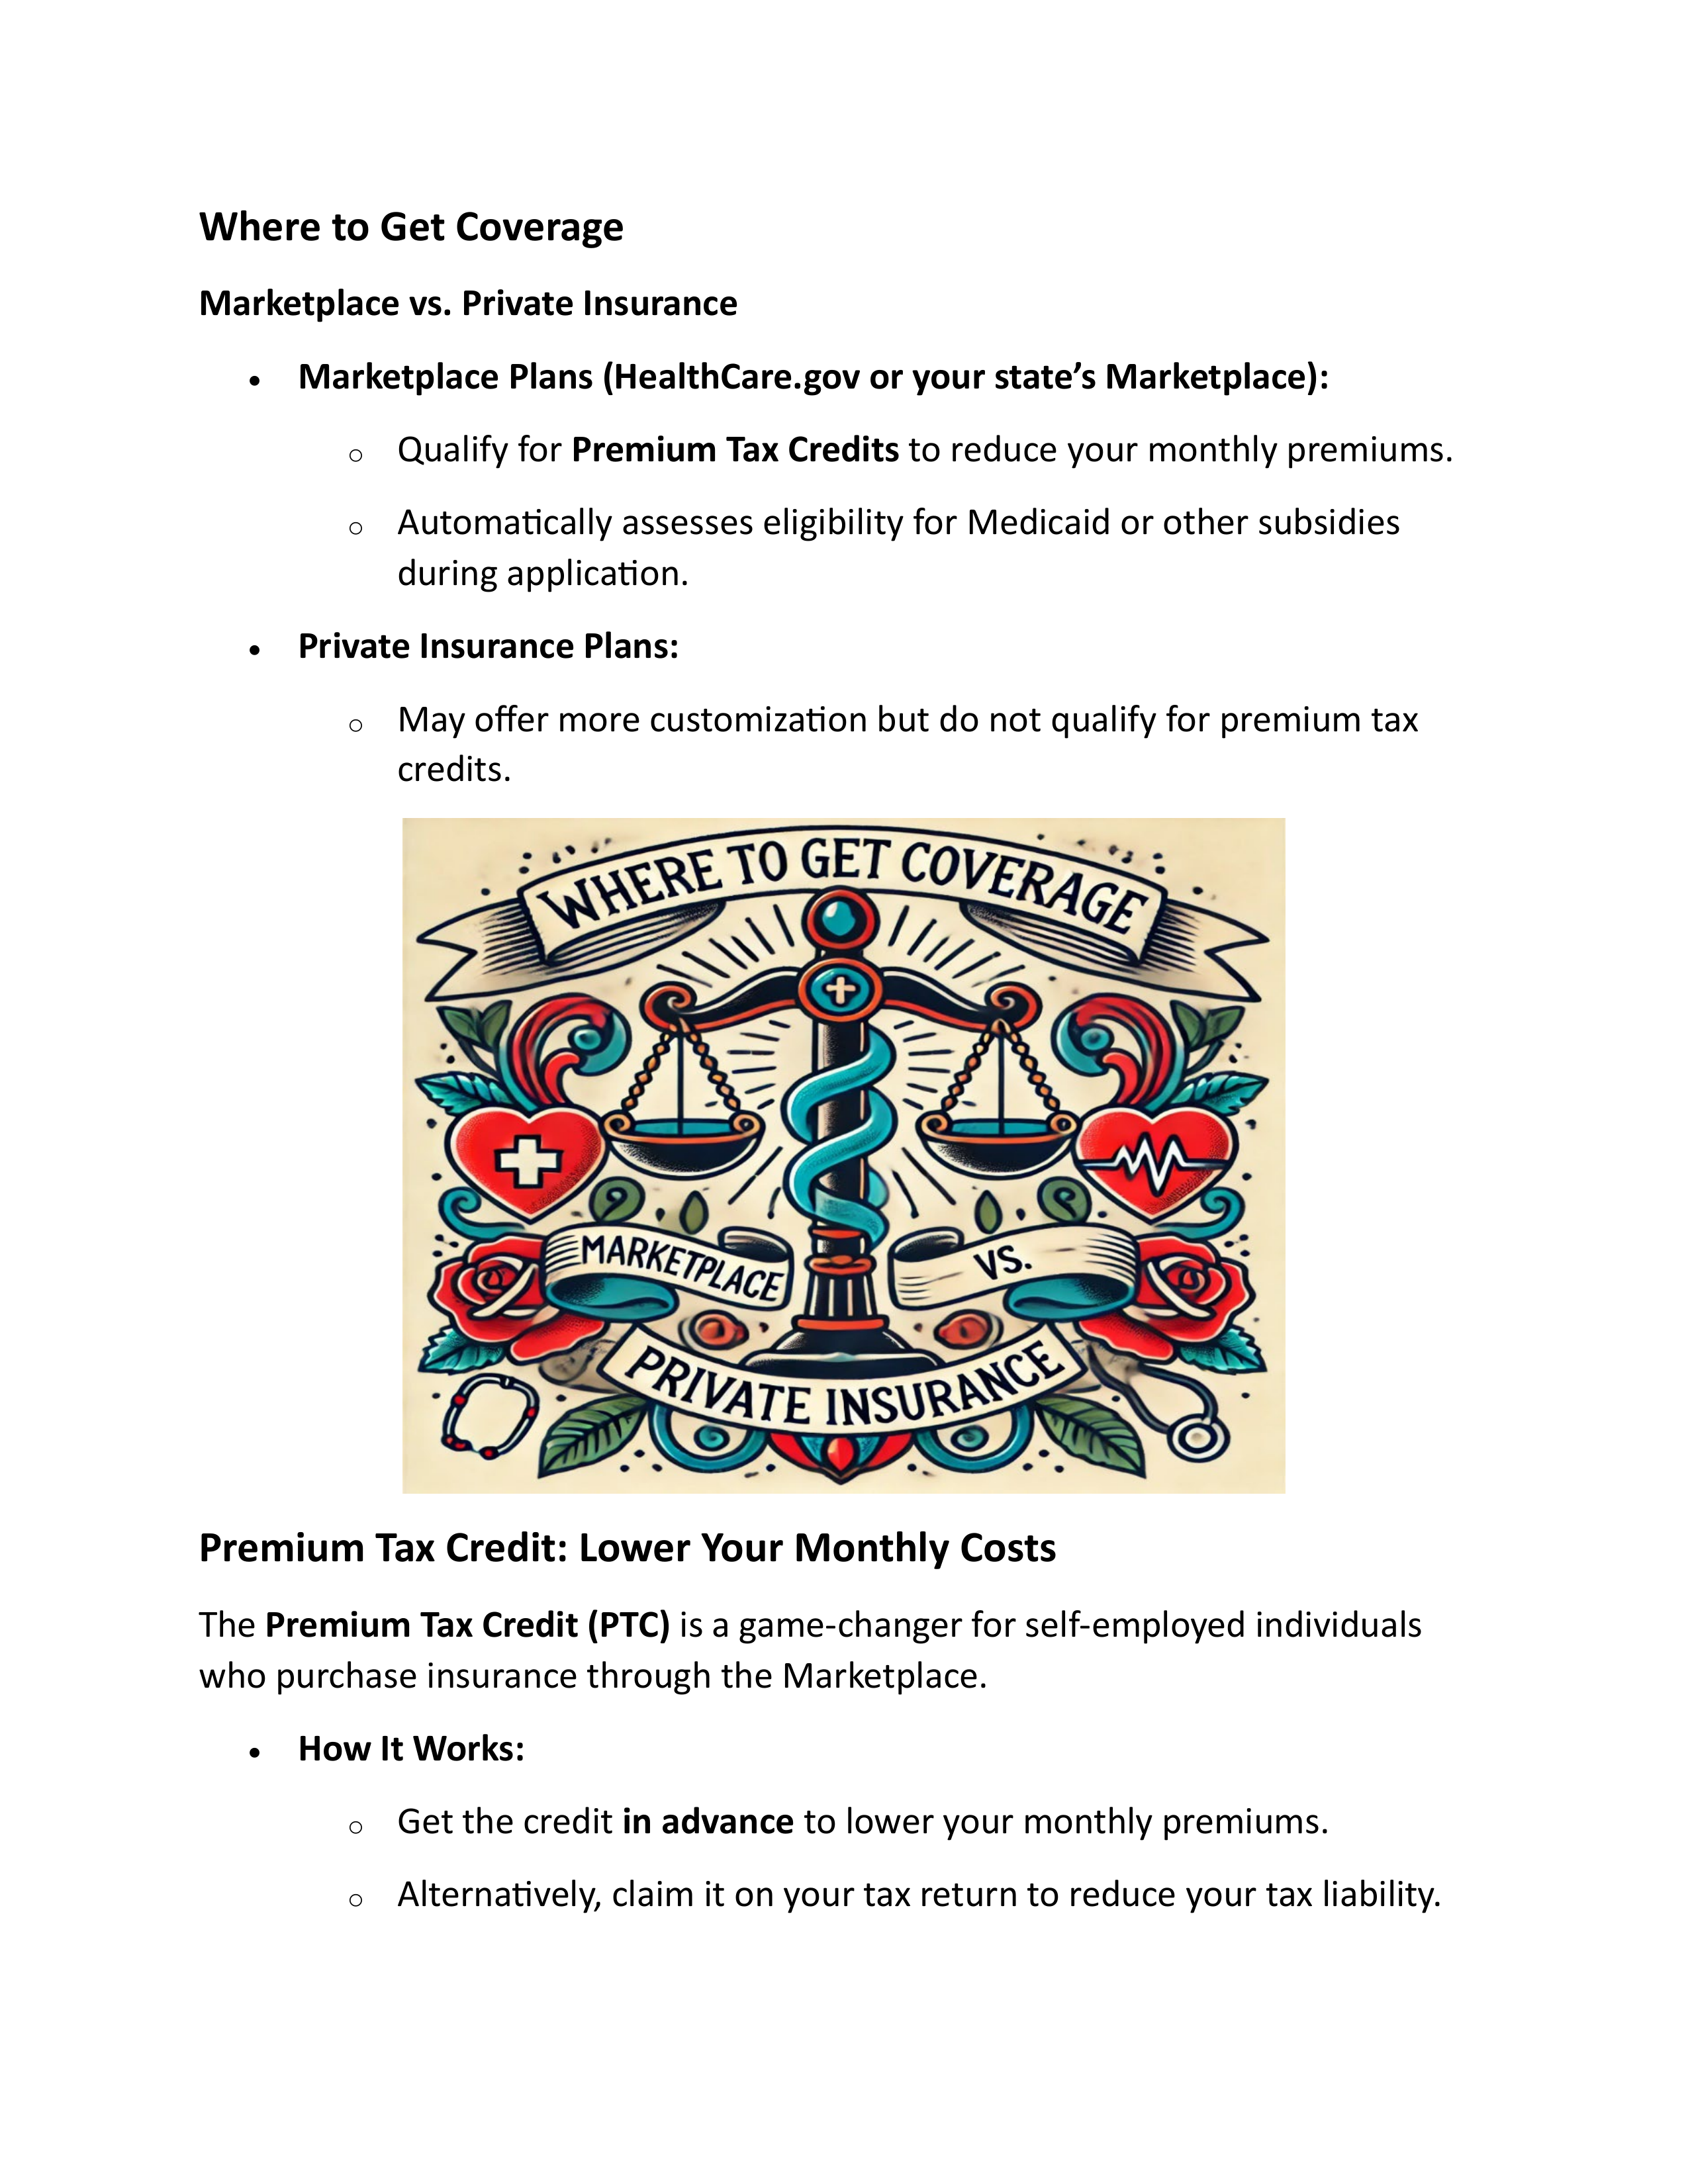 Where to Get Coverage
Marketplace vs. Private Insurance
• Marketplace Plans (HealthCare.gov or your state’s Marketplace):
o Qualify for Premium Tax Credits to reduce your monthly premiums.
o Automatically assesses eligibility for Medicaid or other subsidies
during application.
• Private Insurance Plans:
o May offer more customization but do not qualify for premium tax
credits.
WHERE TO GET COVERAGE
MARKETPLACE
VS.
PRIVATE INSURANCE
Premium Tax Credit: Lower Your Monthly Costs
The Premium Tax Credit (PTC) is a game-changer for self-employed individuals
who purchase insurance through the Marketplace.
• How It Works:
o Get the credit in advance to lower your monthly premiums.
o Alternatively, claim it on your tax return to reduce your tax liability.